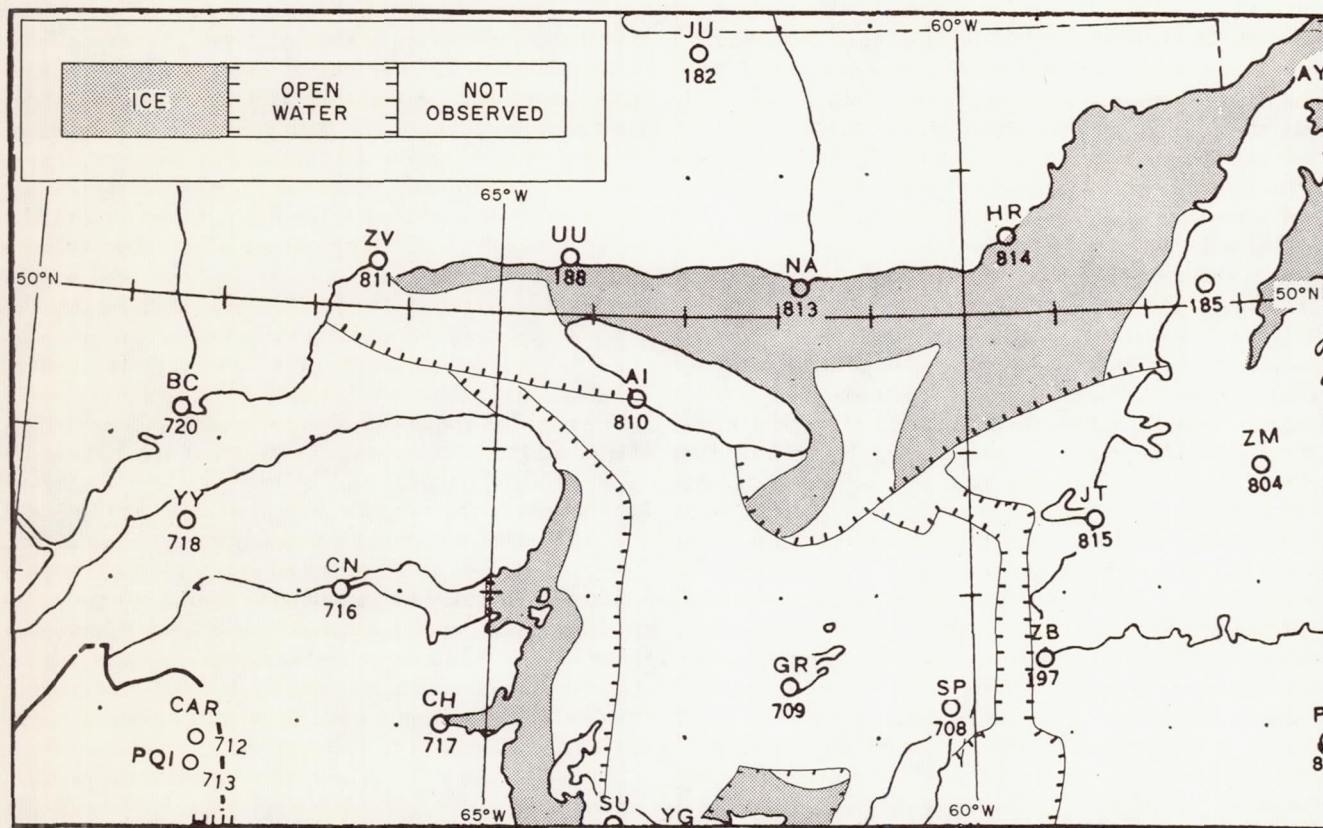 JU
182
60°W
ICE
OPEN
WATER
NOT
OBSERVED
AY
65°W
ZV
811
UU
188
HR
814
NA
813
50°N
185
50°N
BC
720
AI
810
ZM
804
YY
718
JT
815
CN
716
ZB
197
GR
709
SP
708
CH
717
CAR
712
PQI
713
65°W
60°W
SU
YG